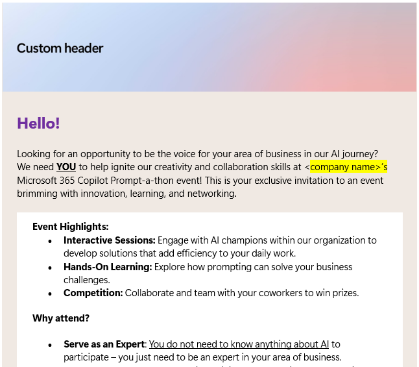 Custom header
Hello!
Looking for an opportunity to be the voice for your area of business in our AI journey?
We need YOU to help ignite our creativity and collaboration skills at <company name>'s
Microsoft 365 Copilot Prompt-a-thon event! This is your exclusive invitation to an event
brimming with innovation, learning, and networking.
Event Highlights:
• Interactive Sessions: Engage with AI champions within our organization to
develop solutions that add efficiency to your daily work.
• Hands-On Learning: Explore how prompting can solve your business
challenges.
• Competition: Collaborate and team with your coworkers to win prizes.
Why attend?
• Serve as an Expert: You do not need to know anything about AI to
participate – you just need to be an expert in your area of business.